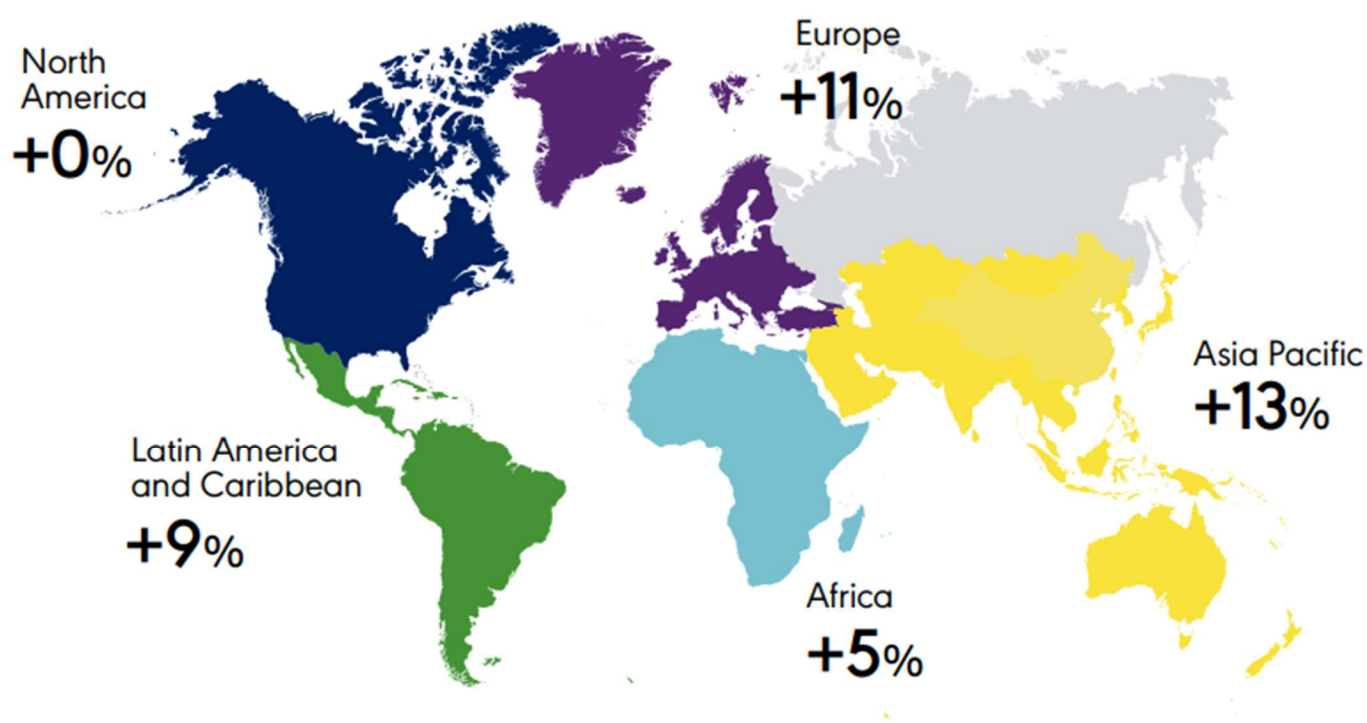 North
America
+0%
Europe
+11%
Asia Pacific
+13%
Latin America
and Caribbean
+9%
Africa
+5%